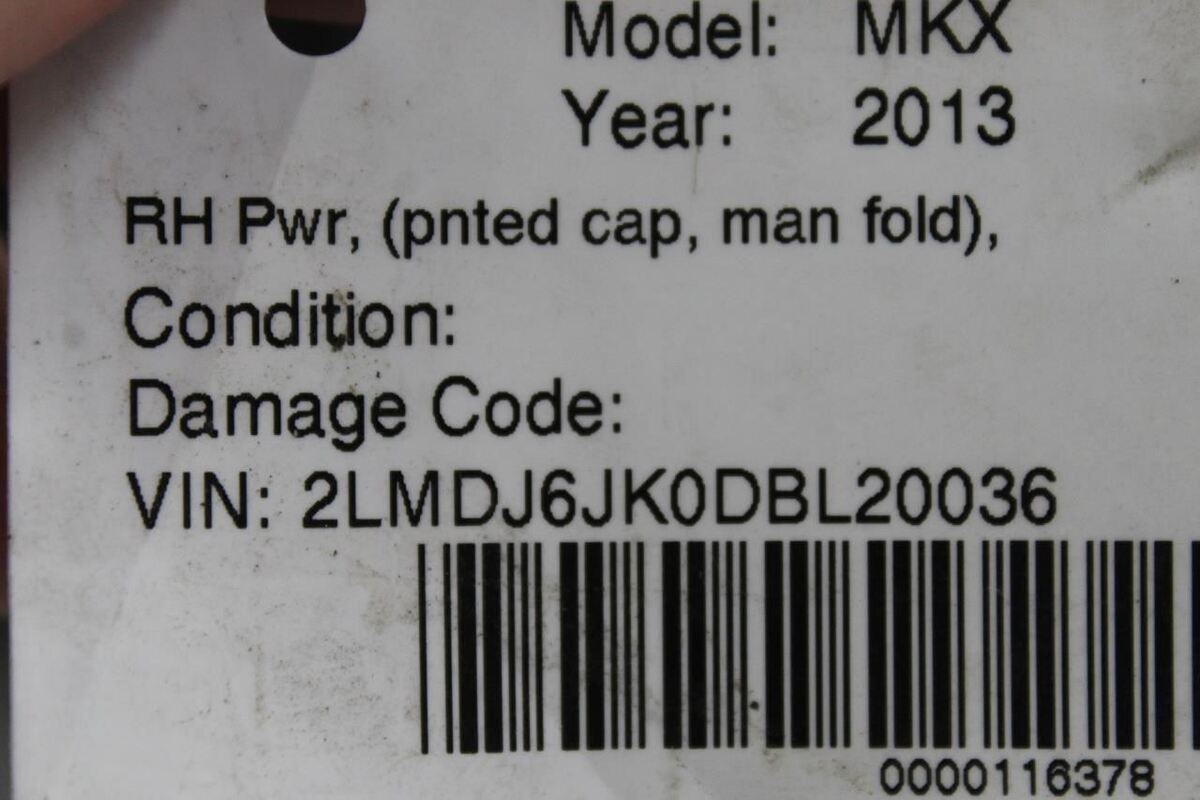 Model: MKX
Year: 2013
RH Pwr, (pnted cap, man fold),
Condition:
Damage Code:
VIN: 2LMDJ6JK0DBL20036
0000116378